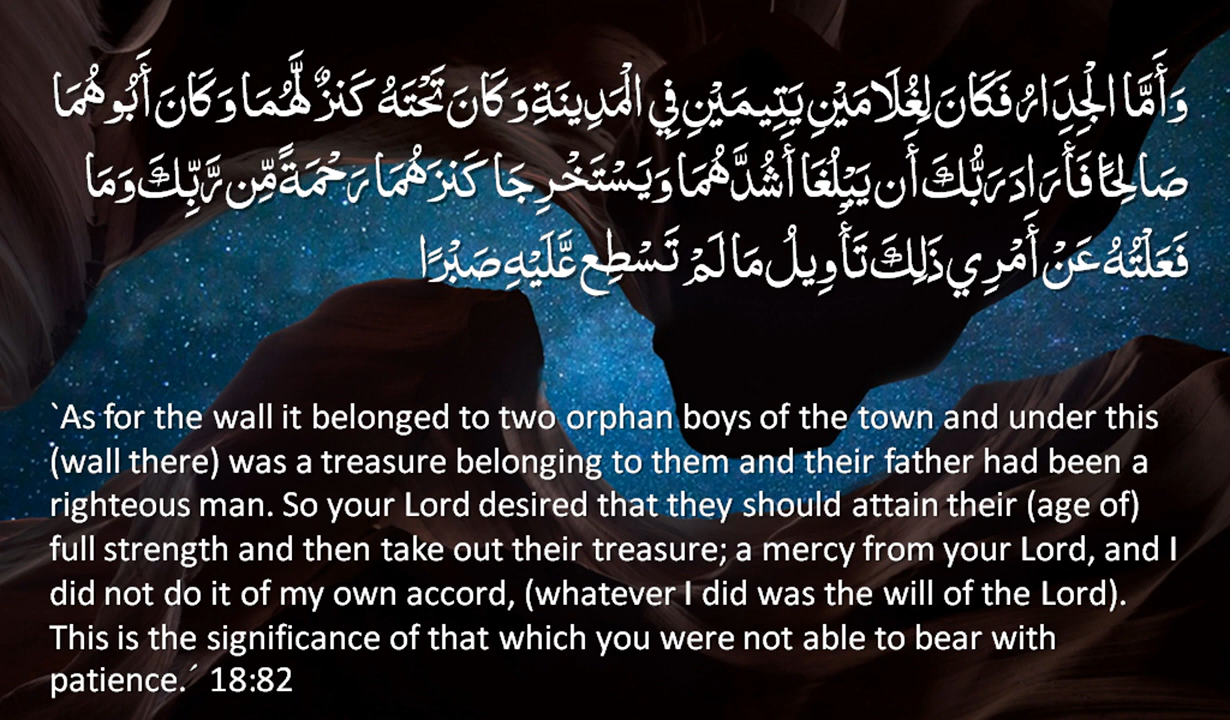 وَأَمَّا الْجِدَارُ فَكَانَ لِغُلَامَيْنِ يَتِيمَيْنِ فِي الْمَدِينَةِ وَكَانَ تَحْتَهُ كَنزٌ لَّهُمَا وَكَانَ أَبُوهُمَا
صَالِحًا فَأَرَادَ رَبُّكَ أَن يَبْلُغَا أَشُدَّهُمَا وَيَسْتَخْرِجَا كَنزَهُمَا رَحْمَةً مِّن رَّبِّكَ وَمَا
فَعَلْتُهُ عَنْ أَمْرِي ذَٰلِكَ تَأْوِيلُ مَا لَمْ تَسْطِع عَّلَيْهِ صَبْرًا
`As for the wall it belonged to two orphan boys of the town and under this
(wall there) was a treasure belonging to them and their father had been a
righteous man. So your Lord desired that they should attain their (age of)
full strength and then take out their treasure; a mercy from your Lord, and I
did not do it of my own accord, (whatever I did was the will of the Lord).
This is the significance of that which you were not able to bear with
patience.´ 18:82